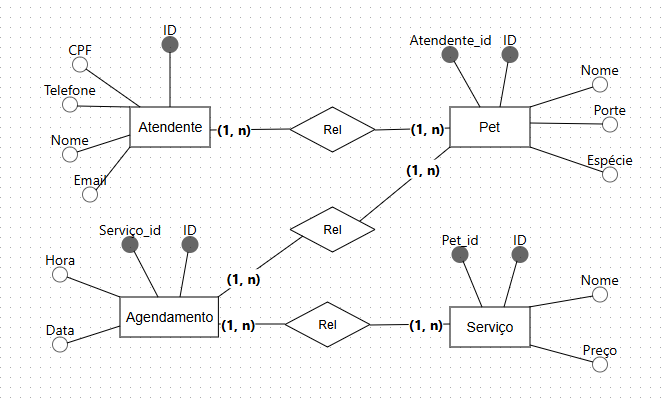 ID
CPF
Telefone
Nome
Email
Atendente
(1, n)
Rel
(1, n)
Atendente_id
ID
Nome
Porte
Espécie
Pet
(1, n)
Rel
(1, n)
Serviço_id
ID
Hora
Data
Agendamento
(1, n)
Rel
(1, n)
Pet_id
ID
Nome
Preço
Serviço